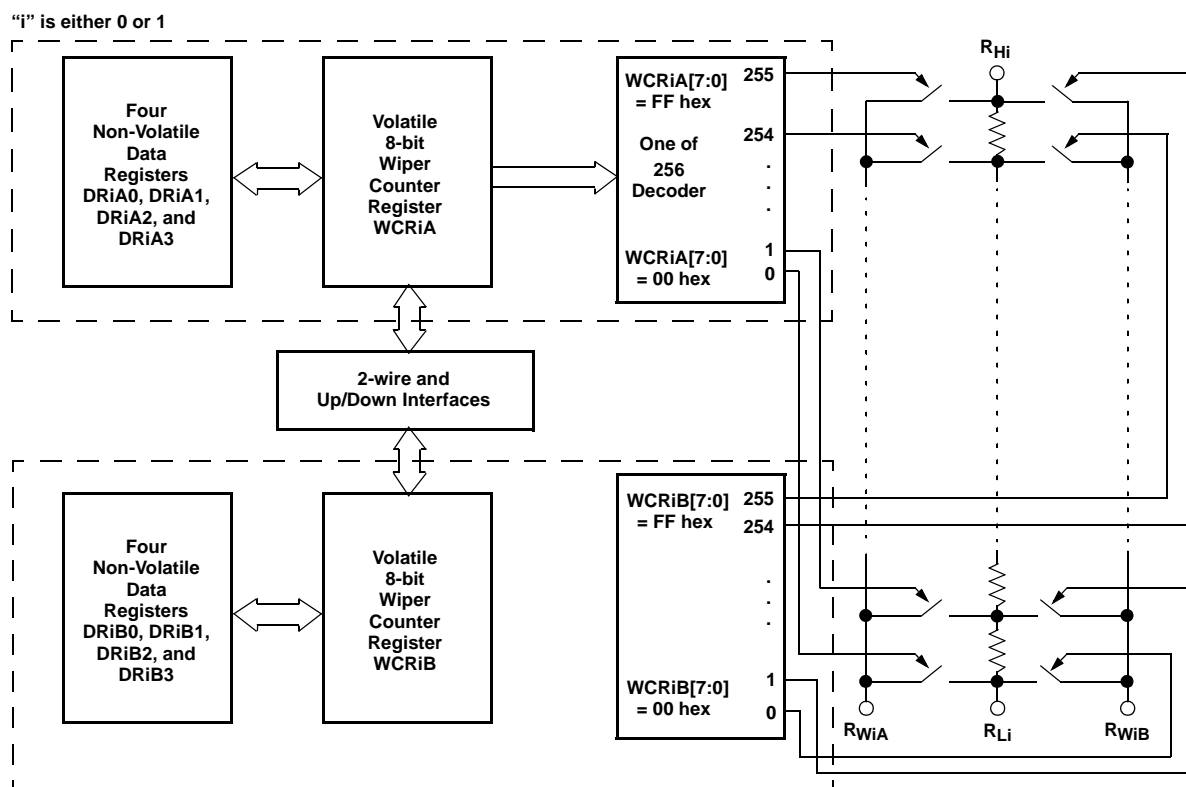 “i” is either 0 or 1
Four
Non-Volatile
Data
Registers
DRiA0, DRiA1,
DRiA2, and
DRiA3
Volatile
8-bit
Wiper
Counter
Register
WCRiA
WCRiA[7:0]
= FF hex
255
254
One of
256
Decoder
WCRiA[7:0]
= 00 hex
1
0
RHi
2-wire and
Up/Down Interfaces
Four
Non-Volatile
Data
Registers
DRiB0, DRiB1,
DRiB2, and
DRiB3
Volatile
8-bit
Wiper
Counter
Register
WCRiB
WCRiB[7:0]
= FF hex
255
254
WCRiB[7:0]
= 00 hex
1
0
RWiA
RLi
RWiB